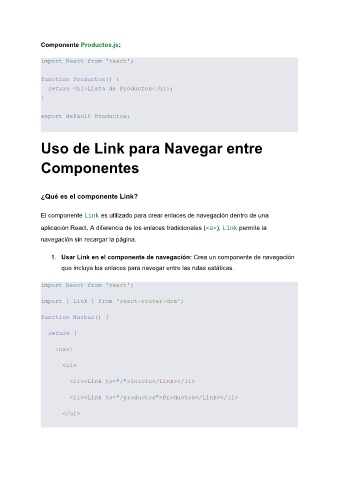 Componente Productos.js:
import React from 'react';
function Productos() {
return <h1>Lista de Productos</h1>;
}
export default Productos;
Uso de Link para Navegar entre
Componentes
¿Qué es el componente Link?
El componente Link es utilizado para crear enlaces de navegación dentro de una
aplicación React. A diferencia de los enlaces tradicionales (<a>), Link permite la
navegación sin recargar la página.
1. Usar Link en el componente de navegación: Crea un componente de navegación
que incluya los enlaces para navegar entre las rutas estáticas.
import React from 'react';
import { Link } from 'react-router-dom';
function Navbar() {
return (
<nav>
<ul>
<li><Link to="/">Inicio</Link></li>
<li><Link to="/productos">Productos</Link></li>
</ul>